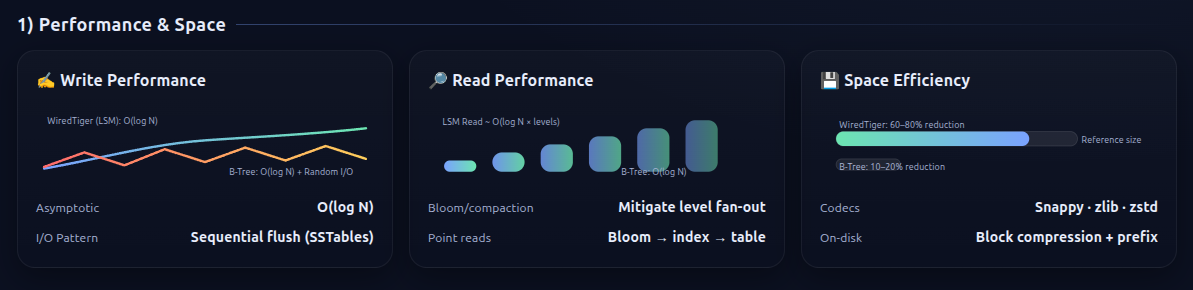 1) Performance & Space
✍️ Write Performance
WiredTiger (LSM): O(log N)
B-Tree: O(log N) + Random I/O
Asymptotic O(log N)
I/O Pattern Sequential flush (SSTables)
🔎 Read Performance
LSM Read ~ O(log N × levels)
B-Tree: O(log N)
Bloom/compaction Mitigate level fan-out
Point reads Bloom → index → table
💾 Space Efficiency
WiredTiger: 60–80% reduction
Reference size
B-Tree: 10–20% reduction
Codecs Snappy · zlib · zstd
On-disk Block compression + prefix